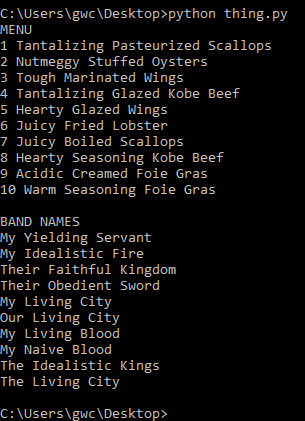 C:\Users\gwc\Desktop>python thing.py
MENU
1 Tantalizing Pasteurized Scallops
2 Nutmeggy Stuffed Oysters
3 Tough Marinated Wings
4 Tantalizing Glazed Kobe Beef
5 Hearty Glazed Wings
6 Juicy Fried Lobster
7 Juicy Boiled Scallops
8 Hearty Seasoning Kobe Beef
9 Acidic Creamed Foie Gras
10 Warm Seasoning Foie Gras

BAND NAMES
My Yielding Servant
My Idealistic Fire
Their Faithful Kingdom
Their Obedient Sword
My Living City
Our Living City
My Living Blood
My Naive Blood
The Idealistic Kings
The Living City

C:\Users\gwc\Desktop>